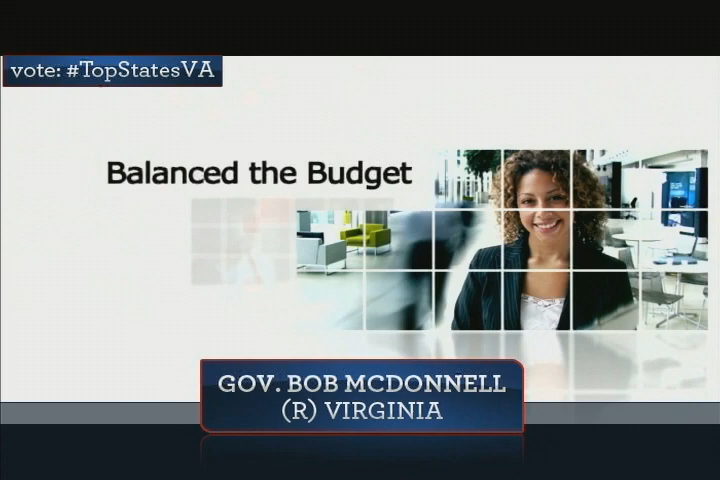 vote: #TopStatesVA
Balanced the Budget
GOV. BOB MCDONNELL
(R) VIRGINIA